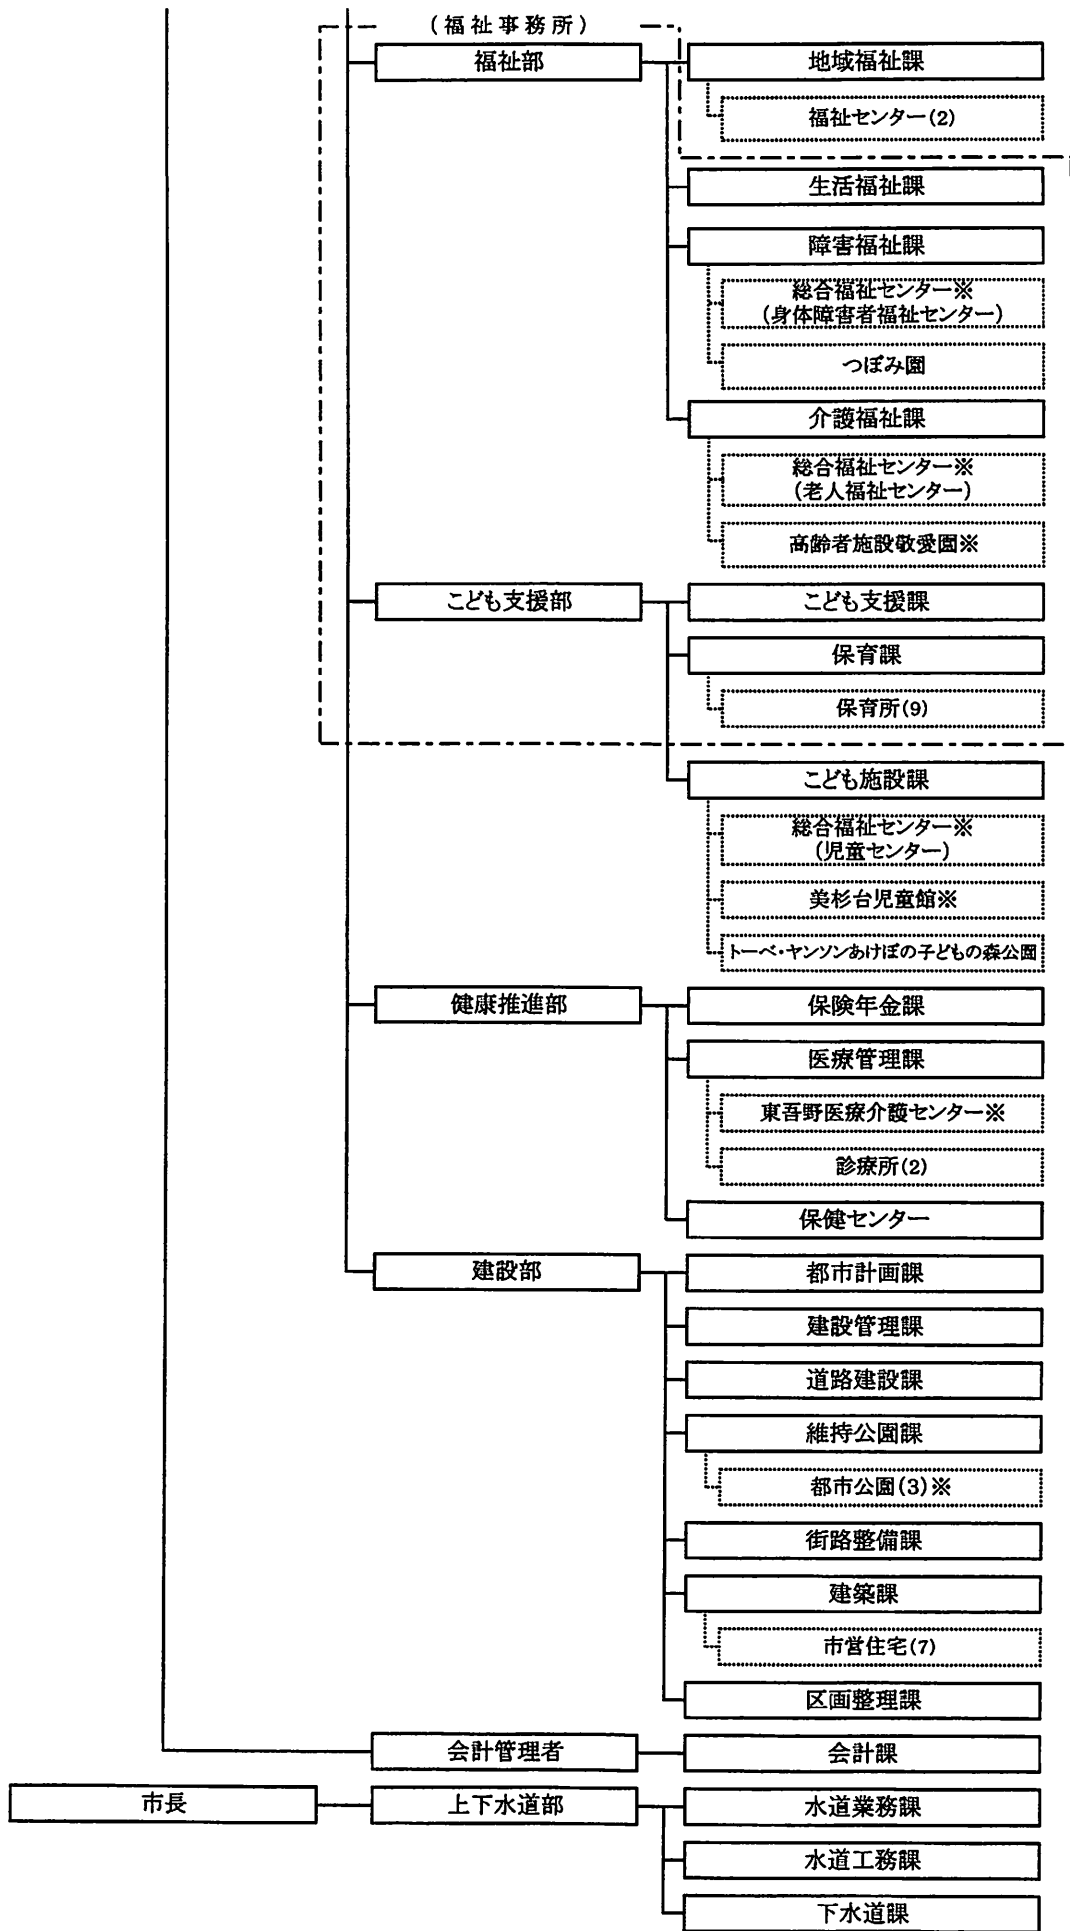 (福祉事務所)
福祉部
地域福祉課
福祉センター(2)
生活福祉課
障害福祉課
総合福祉センター※
(身体障害者福祉センター)
つぼみ園
介護福祉課
総合福祉センター※
(老人福祉センター)
高齢者施設敬愛園※
こども支援部
こども支援課
保育課
保育所(9)
こども施設課
総合福祉センター※
(児童センター)
美杉台児童館※
トーベ・ヤンソンあけぼの子どもの森公園
健康推進部
保険年金課
医療管理課
東吾野医療介護センター※
診療所(2)
保健センター
建設部
都市計画課
建設管理課
道路建設課
維持公園課
都市公園(3)※
街路整備課
建築課
市営住宅(7)
区画整理課
会計管理者
会計課
市長
上下水道部
水道業務課
水道工務課
下水道課